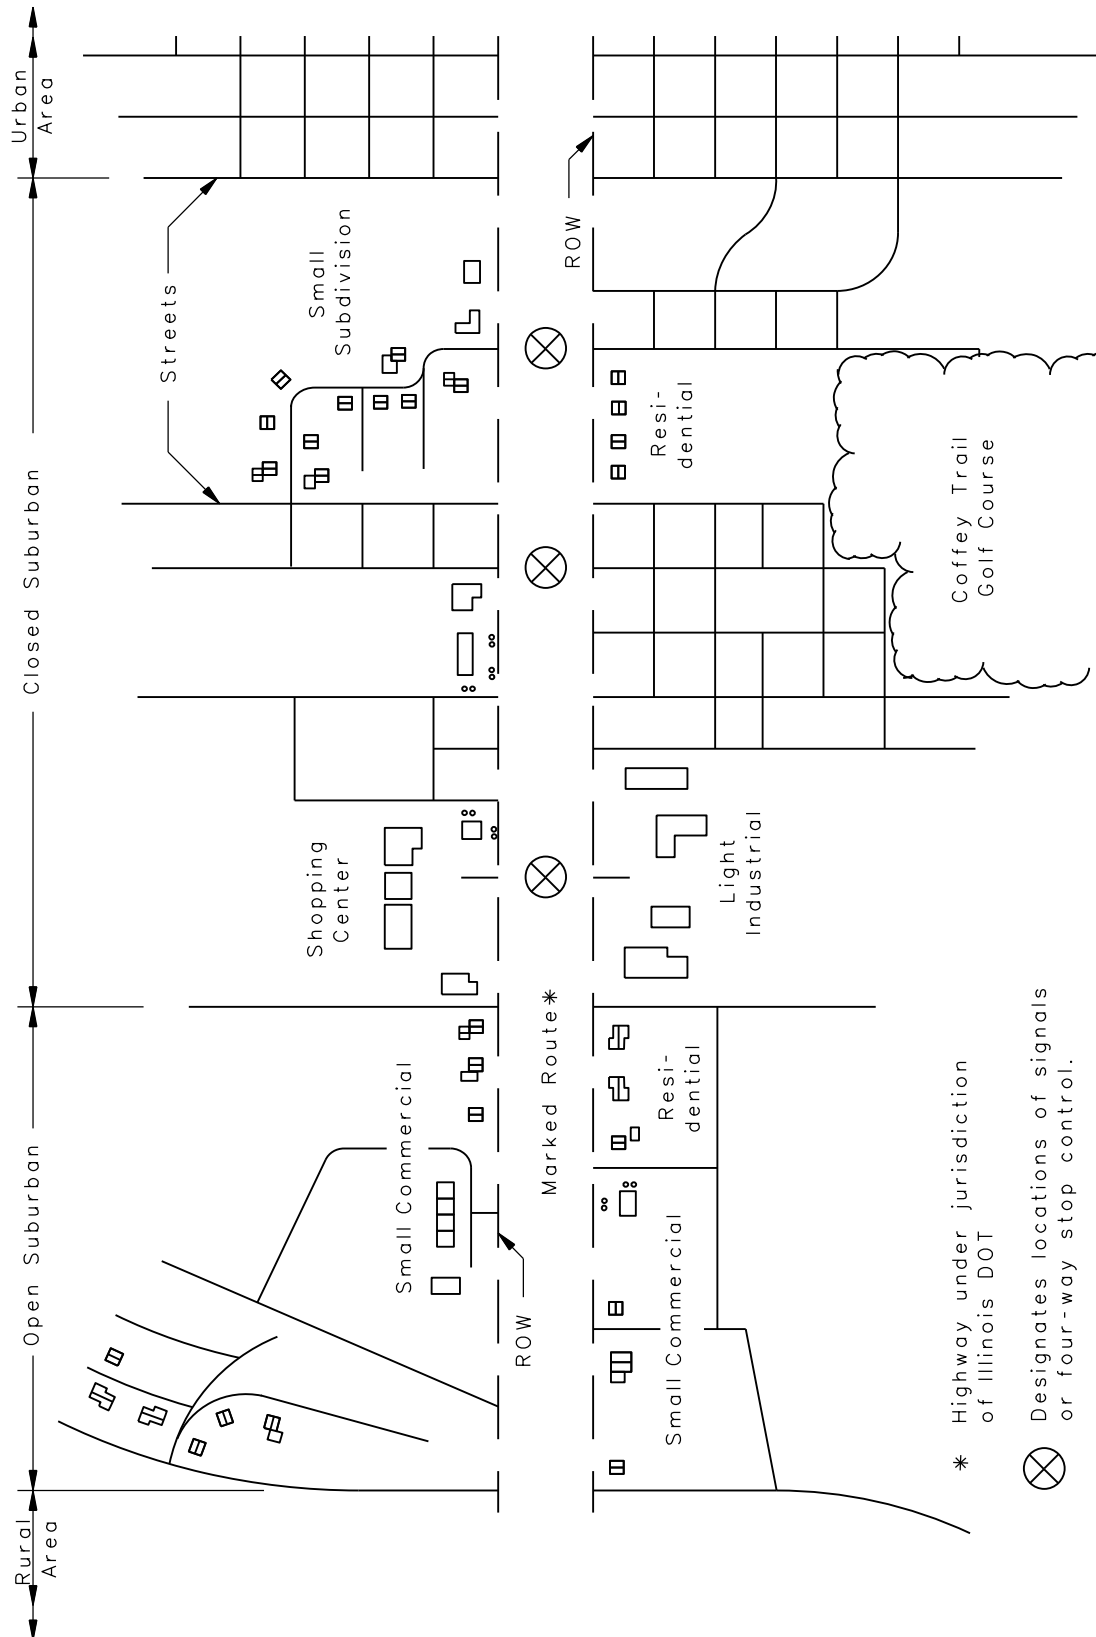 Rural
Area
Open Suburban
Closed Suburban
Urban
Area
Streets
Small
Subdivision
Shopping
Center
Small Commercial
ROW
Marked Route*
ROW
Small Commercial
Resi-
dential
Light
Industrial
Resi-
dential
Coffey Trail
Golf Course
* Highway under jurisdiction
of Illinois DOT
Designates locations of signals
or four-way stop control.